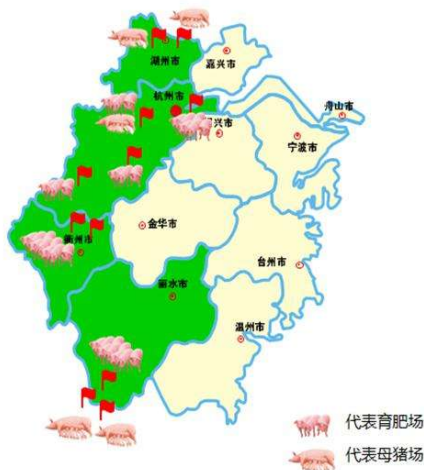 湖州市
嘉兴市
杭州市
兴市
舟山市
宁波市
金华市
衢州市
台州市
丽水市
温州市
代表育肥场
代表母猪场